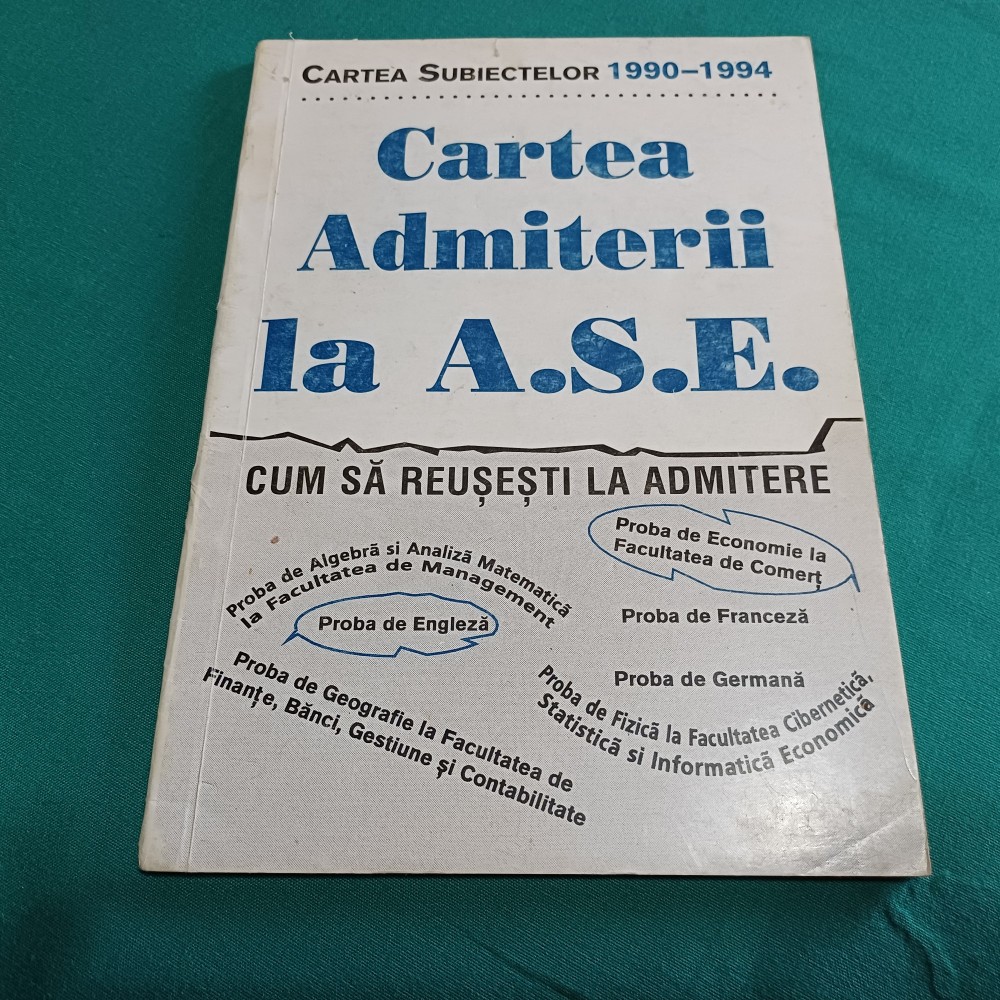 CARTEA SUBIECTELOR 1990-1994
Cartea
Admiterii
la A.S.E.
CUM SĂ REUȘEȘTI LA ADMITERE
Proba de Economie la
Facultatea de Comerț
Proba de Algebră si Analiză Matematică
la Facultatea de Management
Proba de Engleză
Proba de Franceză
Proba de Germană
Proba de Geografie la Facultatea de
Finanțe, Bănci, Gestiune și Contabilitate
Proba de Fizică la Facultatea Cibernetică,
Statistică si Informatică Economică